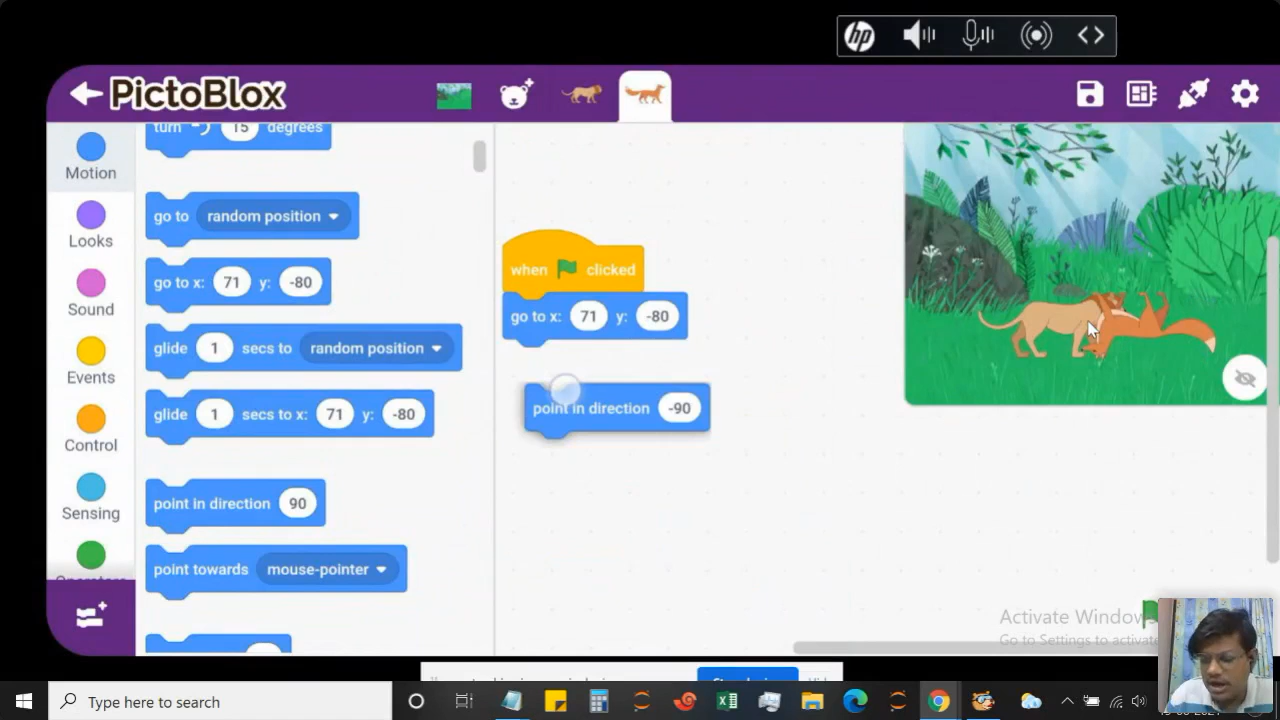 hp
PictoBlox
Motion
Looks
Sound
Events
Control
Sensing
Operators
turn 15 degrees
go to random position
go to x: 71 y: -80
glide 1 secs to random position
glide 1 secs to x: 71 y: -80
point in direction 90
point towards mouse-pointer
when clicked
go to x: 71 y: -80
point in direction -90
Activate Windows
Go to Settings to activate
Type here to search